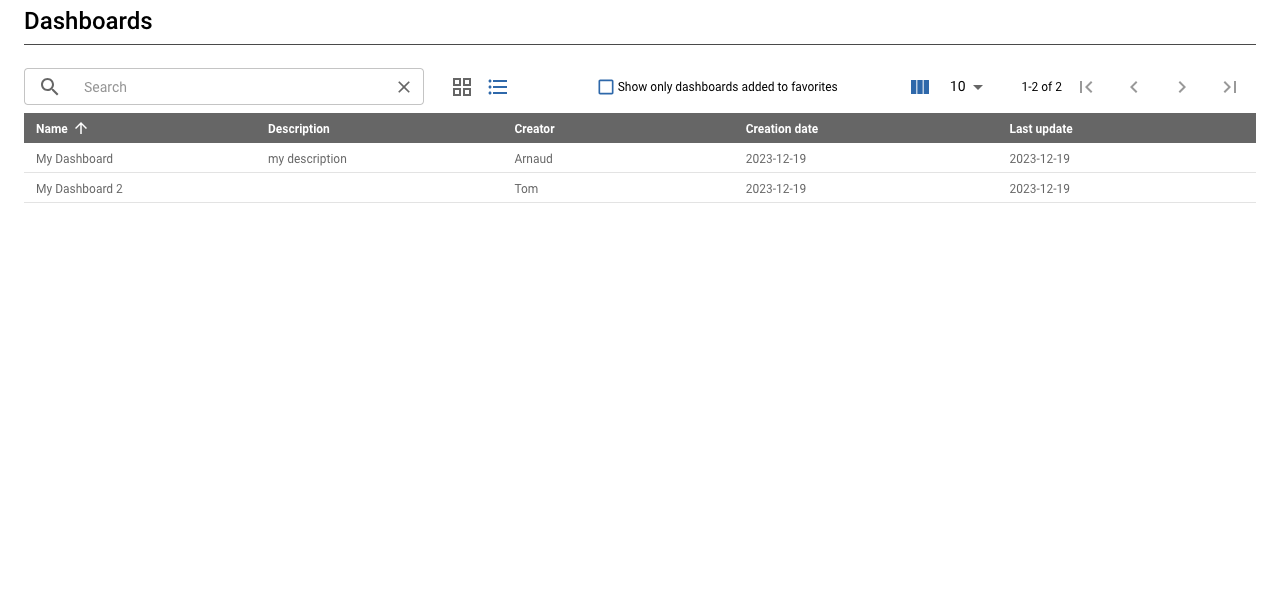 Dashboards
Search
Show only dashboards added to favorites
10
1-2 of 2
Name Description Creator Creation date Last update
My Dashboard my description Arnaud 2023-12-19 2023-12-19
My Dashboard 2 Tom 2023-12-19 2023-12-19